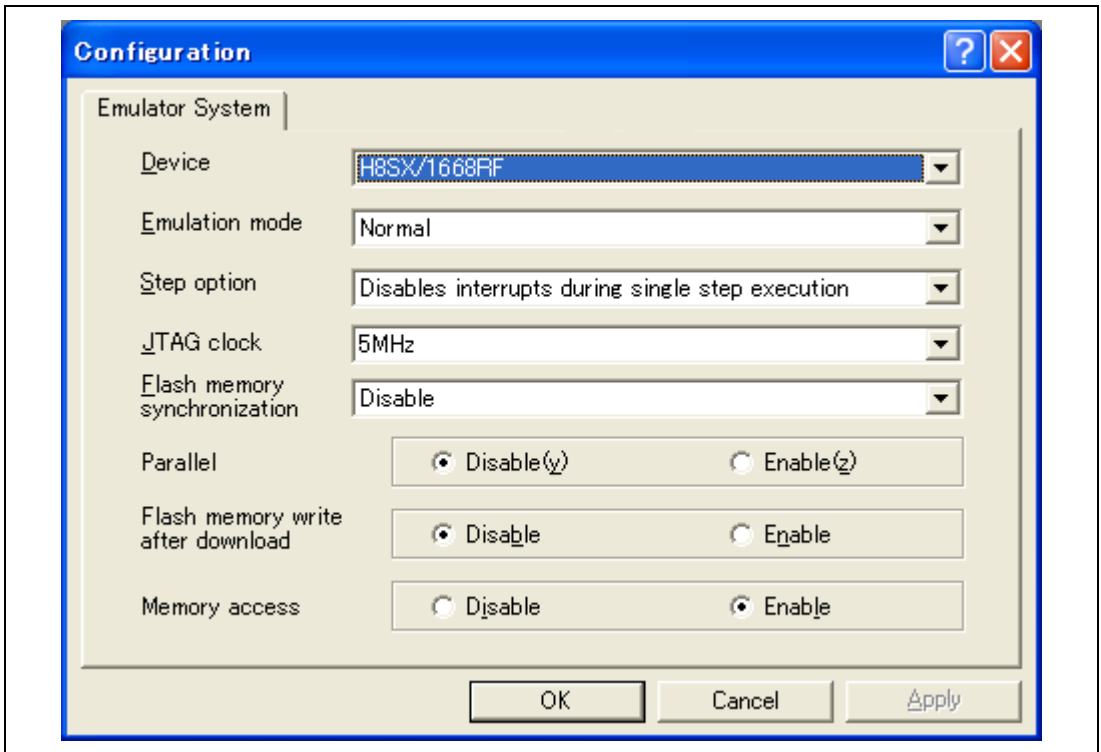 Configuration
Emulator System
Device H8SX/1668RF
Emulation mode Normal
Step option Disables interrupts during single step execution
JTAG clock 5MHz
Flash memory
synchronization Disable
Parallel Disable(y) Enable(z)
Flash memory write
after download Disable Enable
Memory access Disable Enable
OK Cancel Apply